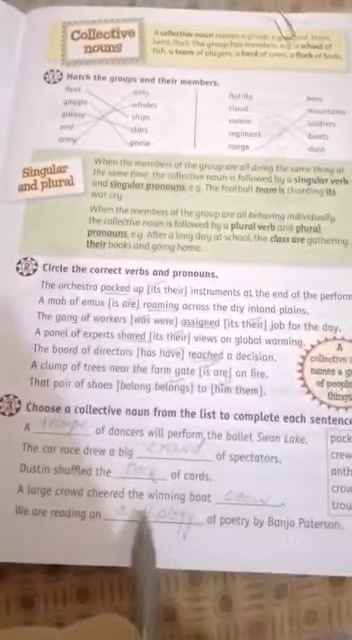 Collective nouns
A collective noun names a group, e.g. team,
herd, flock. The group has members, e.g. a school of
fish, a team of players, a herd of cows, a flock of birds.
1 Match the groups and their members.
fleet ants flotilla bees
gaggle whales cloud mountains
galaxy ships swarm soldiers
pod stars regiment boats
army geese range dust
Singular and plural
When the members of the group are all doing the same thing at
the same time, the collective noun is followed by a singular verb
and singular pronouns, e.g. The football team is chanting its
war cry.
When the members of the group are all behaving individually,
the collective noun is followed by a plural verb and plural
pronouns, e.g. After a long day at school, the class are gathering
their books and going home.
2 Circle the correct verbs and pronouns.
The orchestra packed up [its their] instruments at the end of the perform
A mob of emus [is are] roaming across the dry inland plains.
The gang of workers [was were] assigned [its their] job for the day.
A panel of experts shared [its their] views on global warming.
The board of directors [has have] reached a decision.
A clump of trees near the farm gate [is are] on fire.
That pair of shoes [belong belongs] to [him them].
A
collective
names a g
of people
things
3 Choose a collective noun from the list to complete each sentence
A troupe of dancers will perform the ballet Swan Lake.
The car race drew a big crowd of spectators.
Dustin shuffled the of cards.
A large crowd cheered the winning boat .
We are reading an of poetry by Banjo Paterson.
pack
crew
anth
crow
trou